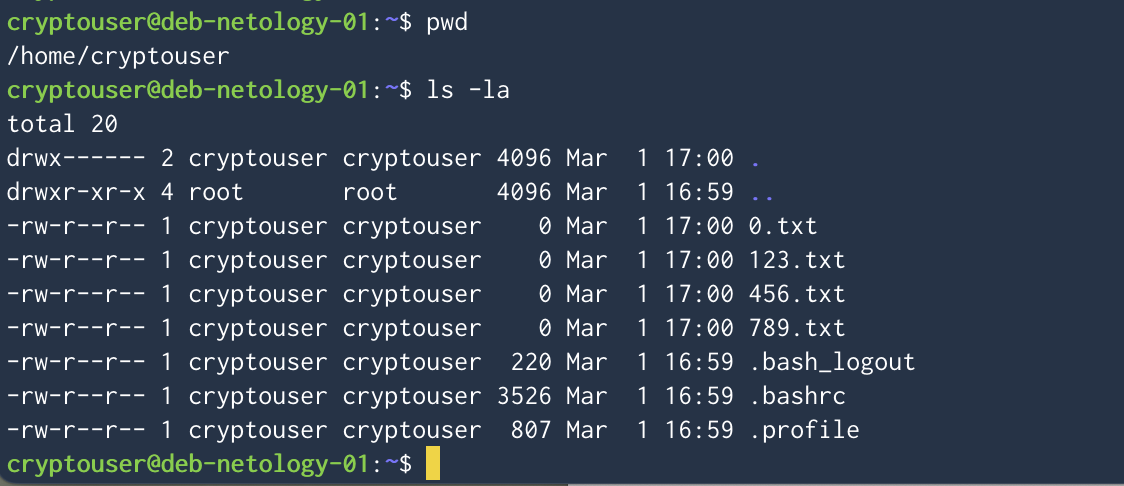 cryptouser@deb-netology-01:~$ pwd
/home/cryptouser
cryptouser@deb-netology-01:~$ ls -la
total 20
drwx------ 2 cryptouser cryptouser 4096 Mar  1 17:00 .
drwxr-xr-x 4 root       root       4096 Mar  1 16:59 ..
-rw-r--r-- 1 cryptouser cryptouser    0 Mar  1 17:00 0.txt
-rw-r--r-- 1 cryptouser cryptouser    0 Mar  1 17:00 123.txt
-rw-r--r-- 1 cryptouser cryptouser    0 Mar  1 17:00 456.txt
-rw-r--r-- 1 cryptouser cryptouser    0 Mar  1 17:00 789.txt
-rw-r--r-- 1 cryptouser cryptouser  220 Mar  1 16:59 .bash_logout
-rw-r--r-- 1 cryptouser cryptouser 3526 Mar  1 16:59 .bashrc
-rw-r--r-- 1 cryptouser cryptouser  807 Mar  1 16:59 .profile
cryptouser@deb-netology-01:~$